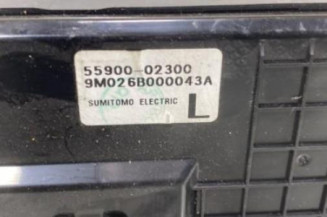 55900-02300
9M026B000043A
SUMITOMO ELECTRIC
L